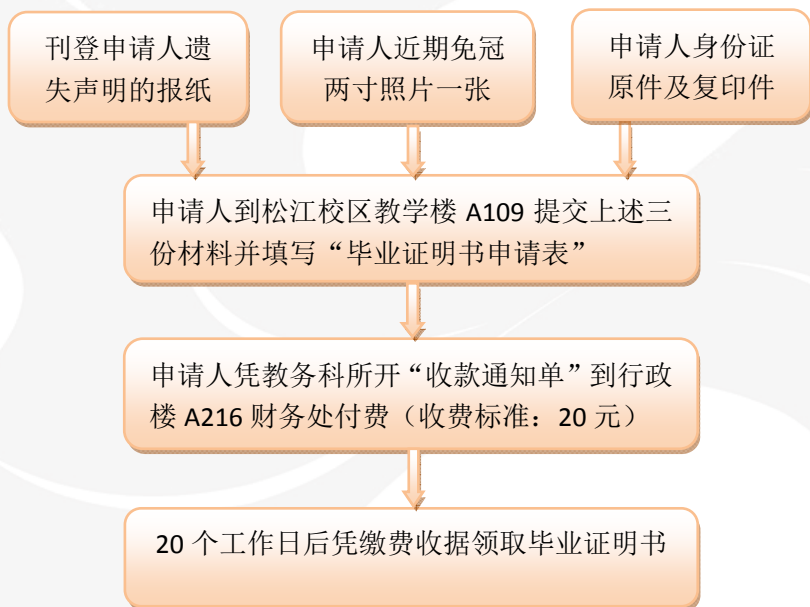 刊登申请人遗
失声明的报纸
申请人近期免冠
两寸照片一张
申请人身份证
原件及复印件
申请人到松江校区教学楼 A109 提交上述三
份材料并填写“毕业证明书申请表”
申请人凭教务科所开“收款通知单”到行政
楼 A216 财务处付费（收费标准：20 元）
20 个工作日后凭缴费收据领取毕业证明书